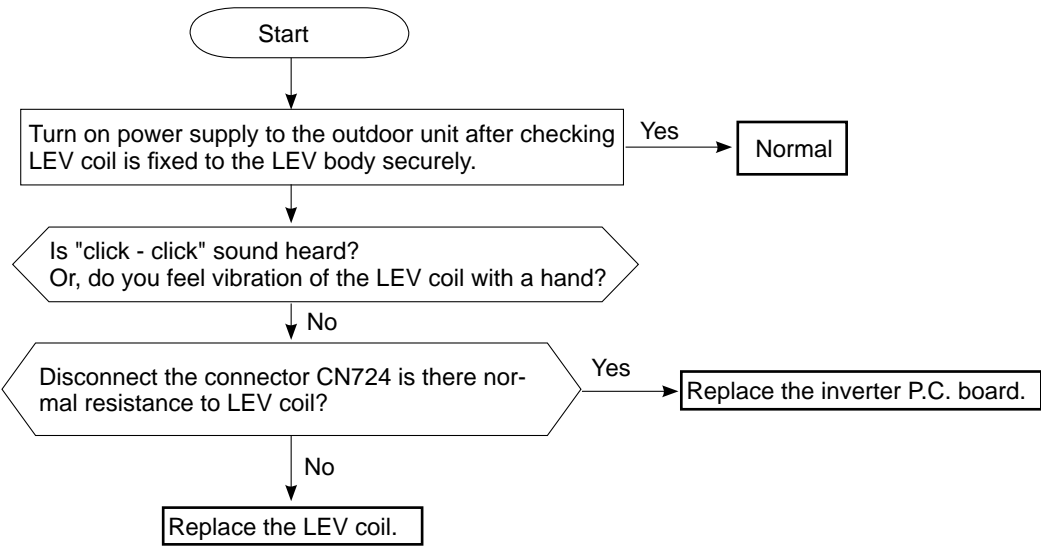 Start
Turn on power supply to the outdoor unit after checking
LEV coil is fixed to the LEV body securely.
Yes
Normal
Is "click - click" sound heard?
Or, do you feel vibration of the LEV coil with a hand?
No
Disconnect the connector CN724 is there nor-
mal resistance to LEV coil?
Yes
Replace the inverter P.C. board.
No
Replace the LEV coil.